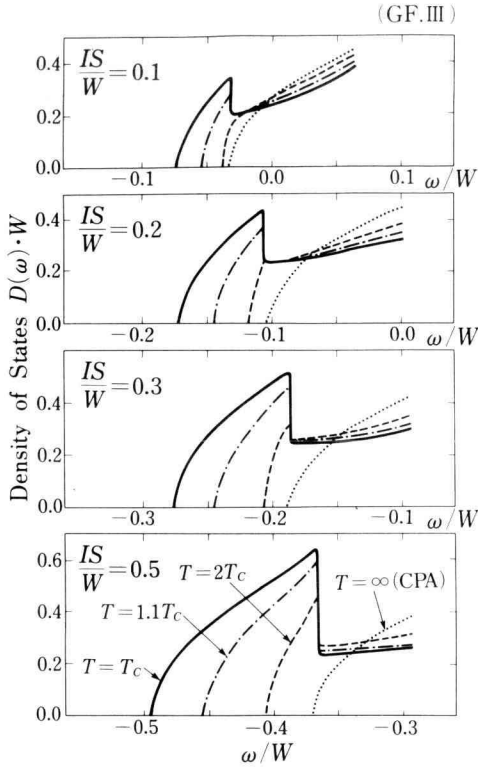 (GF.III)
Density of States D(ω)·W
IS/W=0.1
0.4
0.2
0.0
−0.1 0.0 0.1 ω/W
IS/W=0.2
0.4
0.2
0.0
−0.2 −0.1 0.0 ω/W
IS/W=0.3
0.4
0.2
0.0
−0.3 −0.2 −0.1 ω/W
IS/W=0.5
0.6
0.4
0.2
0.0
T=2Tc
T=∞(CPA)
T=1.1Tc
T=Tc
−0.5 −0.4 −0.3
ω/W